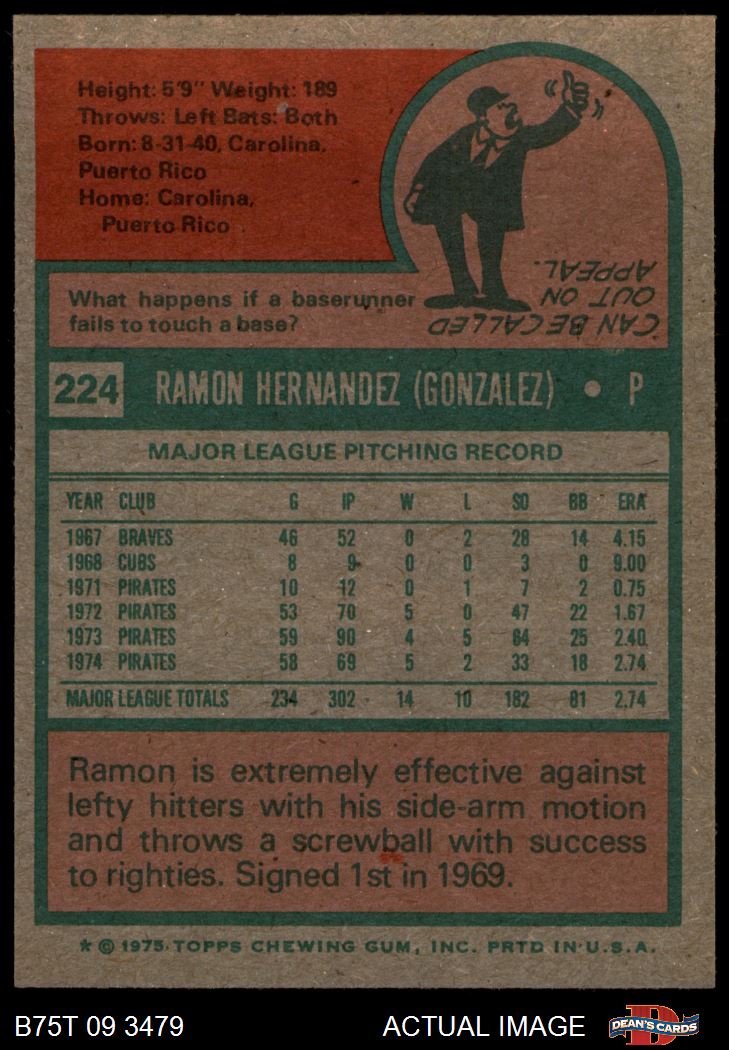 Height: 5'9" Weight: 189
Throws: Left Bats: Both
Born: 8-31-40, Carolina,
Puerto Rico
Home: Carolina,
Puerto Rico
What happens if a baserunner
fails to touch a base?
CAN BE CALLED
OUT ON
APPEAL.
224 RAMON HERNANDEZ (GONZALEZ) • P
MAJOR LEAGUE PITCHING RECORD
YEAR CLUB G IP W L SO BB ERA
1967 BRAVES 46 52 0 2 28 14 4.15
1968 CUBS 8 9 0 0 3 0 9.00
1971 PIRATES 10 12 0 1 7 2 0.75
1972 PIRATES 53 70 5 0 47 22 1.67
1973 PIRATES 59 90 4 5 64 25 2.40
1974 PIRATES 58 69 5 2 33 18 2.74
MAJOR LEAGUE TOTALS 234 302 14 10 182 81 2.74
Ramon is extremely effective against
lefty hitters with his side-arm motion
and throws a screwball with success
to righties. Signed 1st in 1969.
* © 1975 TOPPS CHEWING GUM, INC. PRTD IN U.S.A.
B75T 09 3479 ACTUAL IMAGE DEAN'S CARDS